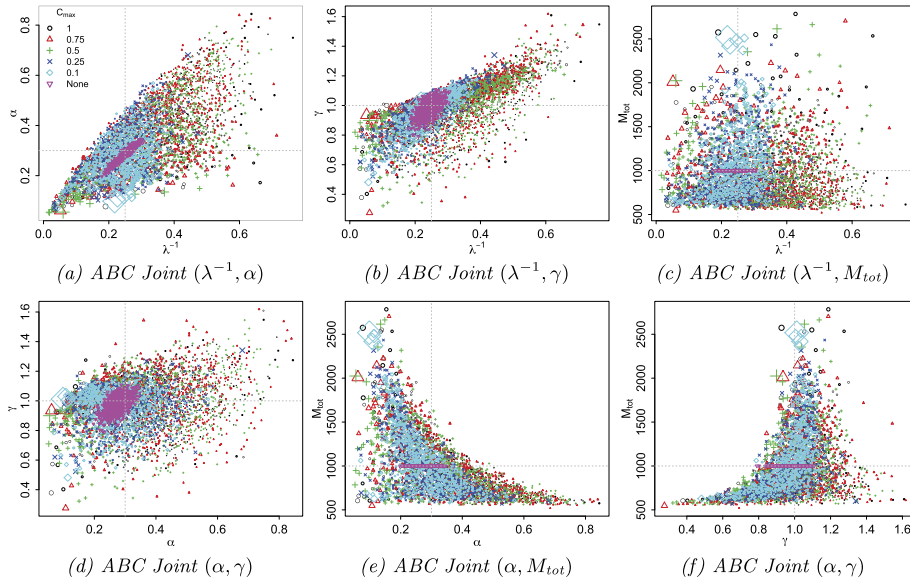 C_max
1
0.75
0.5
0.25
0.1
None
0.8
0.6
0.4
0.2
α
0.0 0.2 0.4 0.6
λ⁻¹
(a) ABC Joint (λ⁻¹, α)
1.6
1.4
1.2
1.0
0.8
0.6
0.4
γ
0.0 0.2 0.4 0.6
λ⁻¹
(b) ABC Joint (λ⁻¹, γ)
2500
2000
1500
1000
500
M_tot
0.0 0.2 0.4 0.6
λ⁻¹
(c) ABC Joint (λ⁻¹, M_tot)
1.6
1.4
1.2
1.0
0.8
0.6
0.4
γ
0.2 0.4 0.6 0.8
α
(d) ABC Joint (α, γ)
2500
2000
1500
1000
500
M_tot
0.2 0.4 0.6 0.8
α
(e) ABC Joint (α, M_tot)
2500
2000
1500
1000
500
M_tot
0.4 0.6 0.8 1.0 1.2 1.4 1.6
γ
(f) ABC Joint (α, γ)